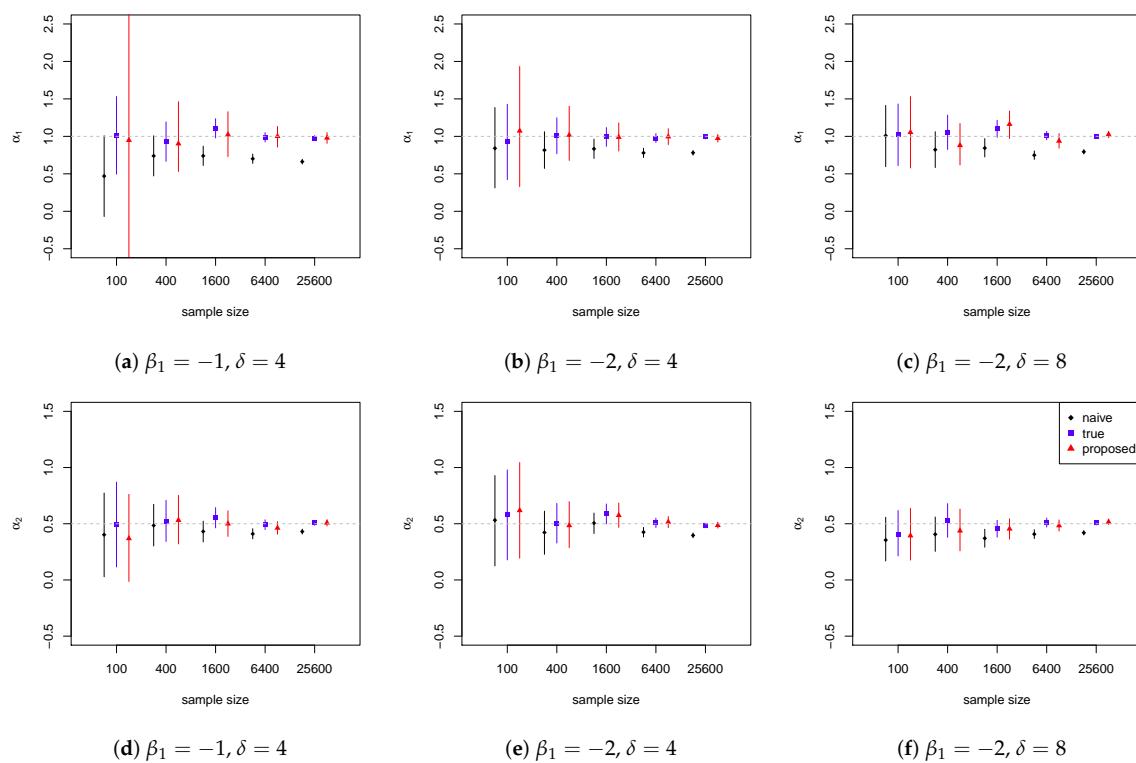 2.5
2.0
1.5
1.0
0.5
0.0
−0.5
α1
100 400 1600 6400 25600
sample size
(a) β1 = −1, δ = 4
2.5
2.0
1.5
1.0
0.5
0.0
−0.5
α1
100 400 1600 6400 25600
sample size
(b) β1 = −2, δ = 4
2.5
2.0
1.5
1.0
0.5
0.0
−0.5
α1
100 400 1600 6400 25600
sample size
(c) β1 = −2, δ = 8
1.5
1.0
0.5
0.0
−0.5
α2
100 400 1600 6400 25600
sample size
(d) β1 = −1, δ = 4
1.5
1.0
0.5
0.0
−0.5
α2
100 400 1600 6400 25600
sample size
(e) β1 = −2, δ = 4
1.5
1.0
0.5
0.0
−0.5
α2
naive
true
proposed
100 400 1600 6400 25600
sample size
(f) β1 = −2, δ = 8